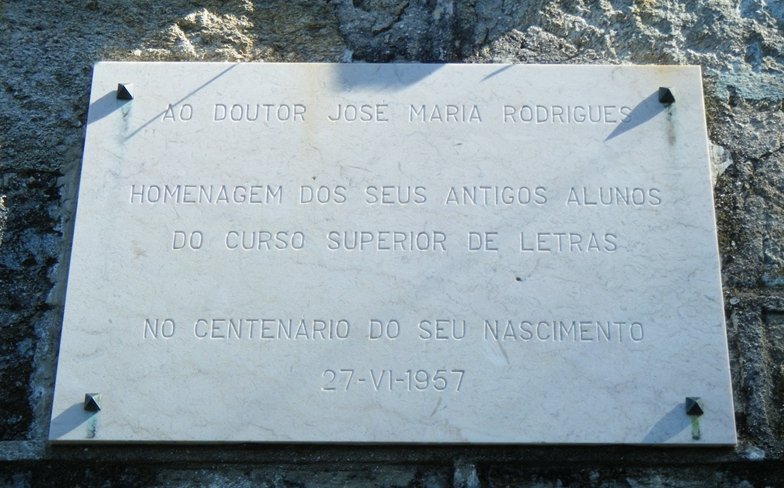 AO DOUTOR JOSÉ MARIA RODRIGUES
HOMENAGEM DOS SEUS ANTIGOS ALUNOS
DO CURSO SUPERIOR DE LETRAS
NO CENTENÁRIO DO SEU NASCIMENTO
27-VI-1957